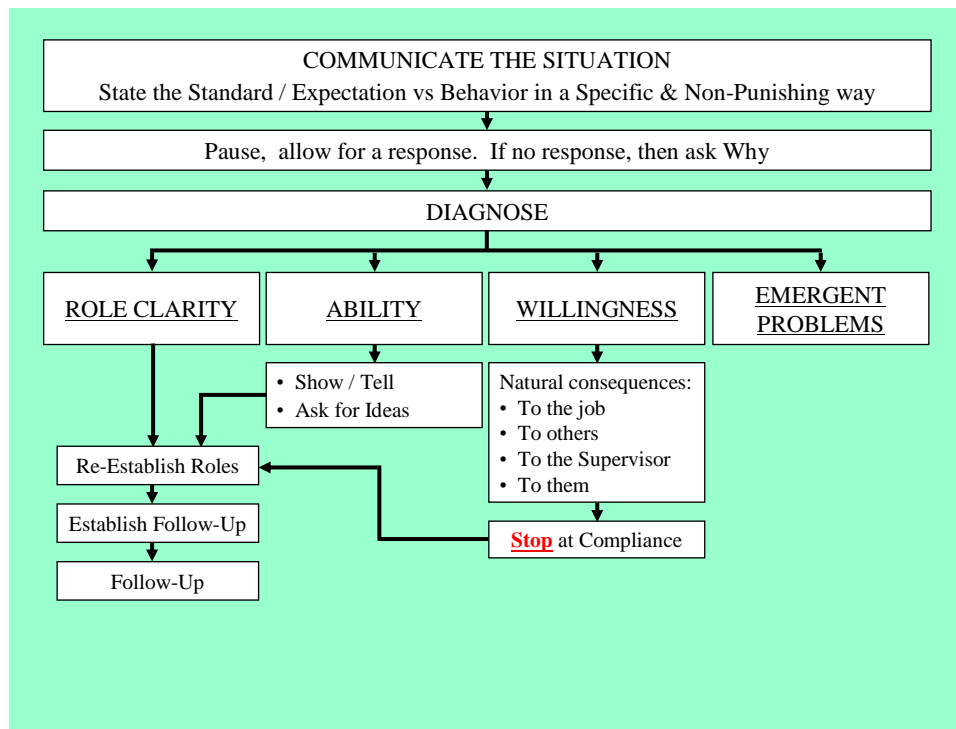 COMMUNICATE THE SITUATION
State the Standard / Expectation vs Behavior in a Specific & Non-Punishing way
Pause,  allow for a response.  If no response, then ask Why
DIAGNOSE
ROLE CLARITY
ABILITY
WILLINGNESS
EMERGENT
PROBLEMS
• Show / Tell
• Ask for Ideas
Natural consequences:
• To the job
• To others
• To the Supervisor
• To them
Re-Establish Roles
Establish Follow-Up
Stop at Compliance
Follow-Up